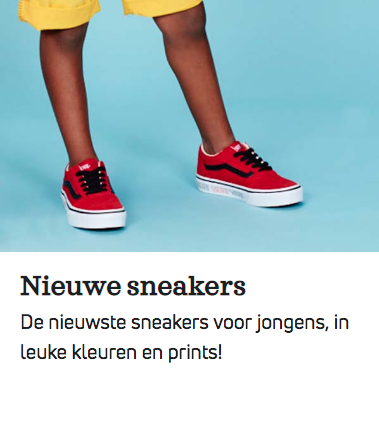 Nieuwe sneakers
De nieuwste sneakers voor jongens, in
leuke kleuren en prints!